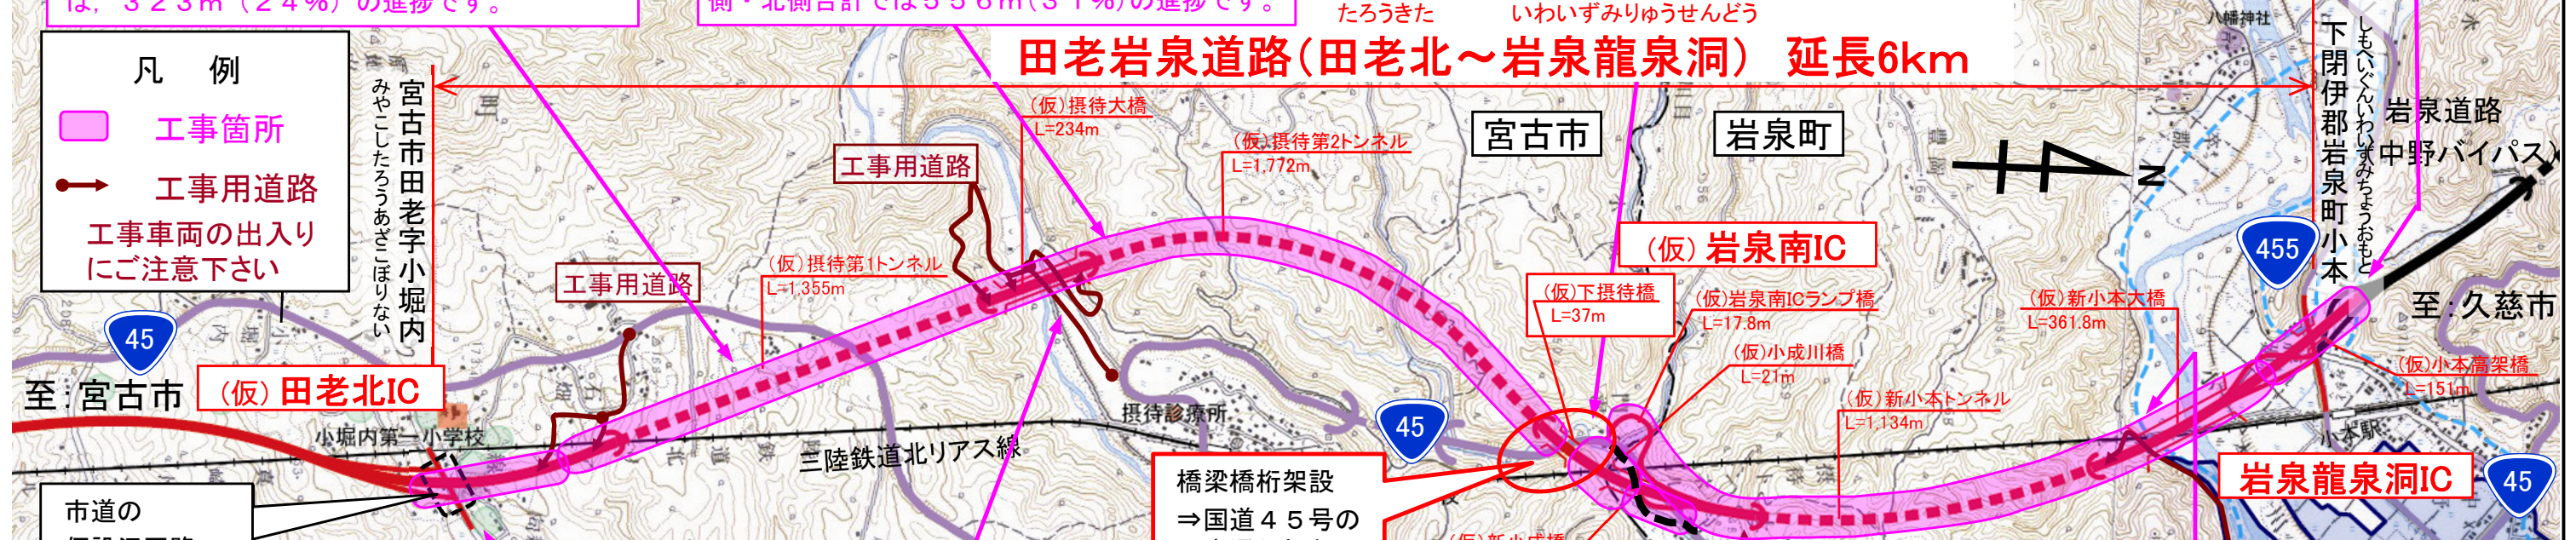 は，３２３ｍ（２４％）の進捗です。
側・北側合計では５５６ｍ（３１％）の進捗です。
たろうきた　いわいずみりゅうせんどう
田老岩泉道路（田老北～岩泉龍泉洞）　延長6km
凡　例
工事箇所
工事用道路
工事車両の出入り
にご注意下さい
宮古市田老字小堀内
みやこしたろうあざこぼりない
工事用道路
工事用道路
（仮）摂待大橋
L=234m
（仮）摂待第2トンネル
L=1,772m
（仮）摂待第1トンネル
L=1,355m
宮古市
岩泉町
N
八幡神社
下閉伊郡岩泉町小本
しもへいぐんいわいずみちょうおもと
岩泉道路
中野バイパス）
455
至：久慈市
（仮）岩泉南IC
（仮）下摂待橋
L=37m
（仮）岩泉南ICランプ橋
L=17.8m
（仮）小成川橋
L=21m
（仮）新小本大橋
L=361.8m
（仮）新小本トンネル
L=1,134m
（仮）小本高架橋
L=151m
45
至：宮古市
（仮）田老北IC
小堀内第一小学校
三陸鉄道北リアス線
摂待診療所
45
小本駅
岩泉龍泉洞IC
45
市道の
橋梁橋桁架設
⇒国道４５号の
（仮）新小成橋